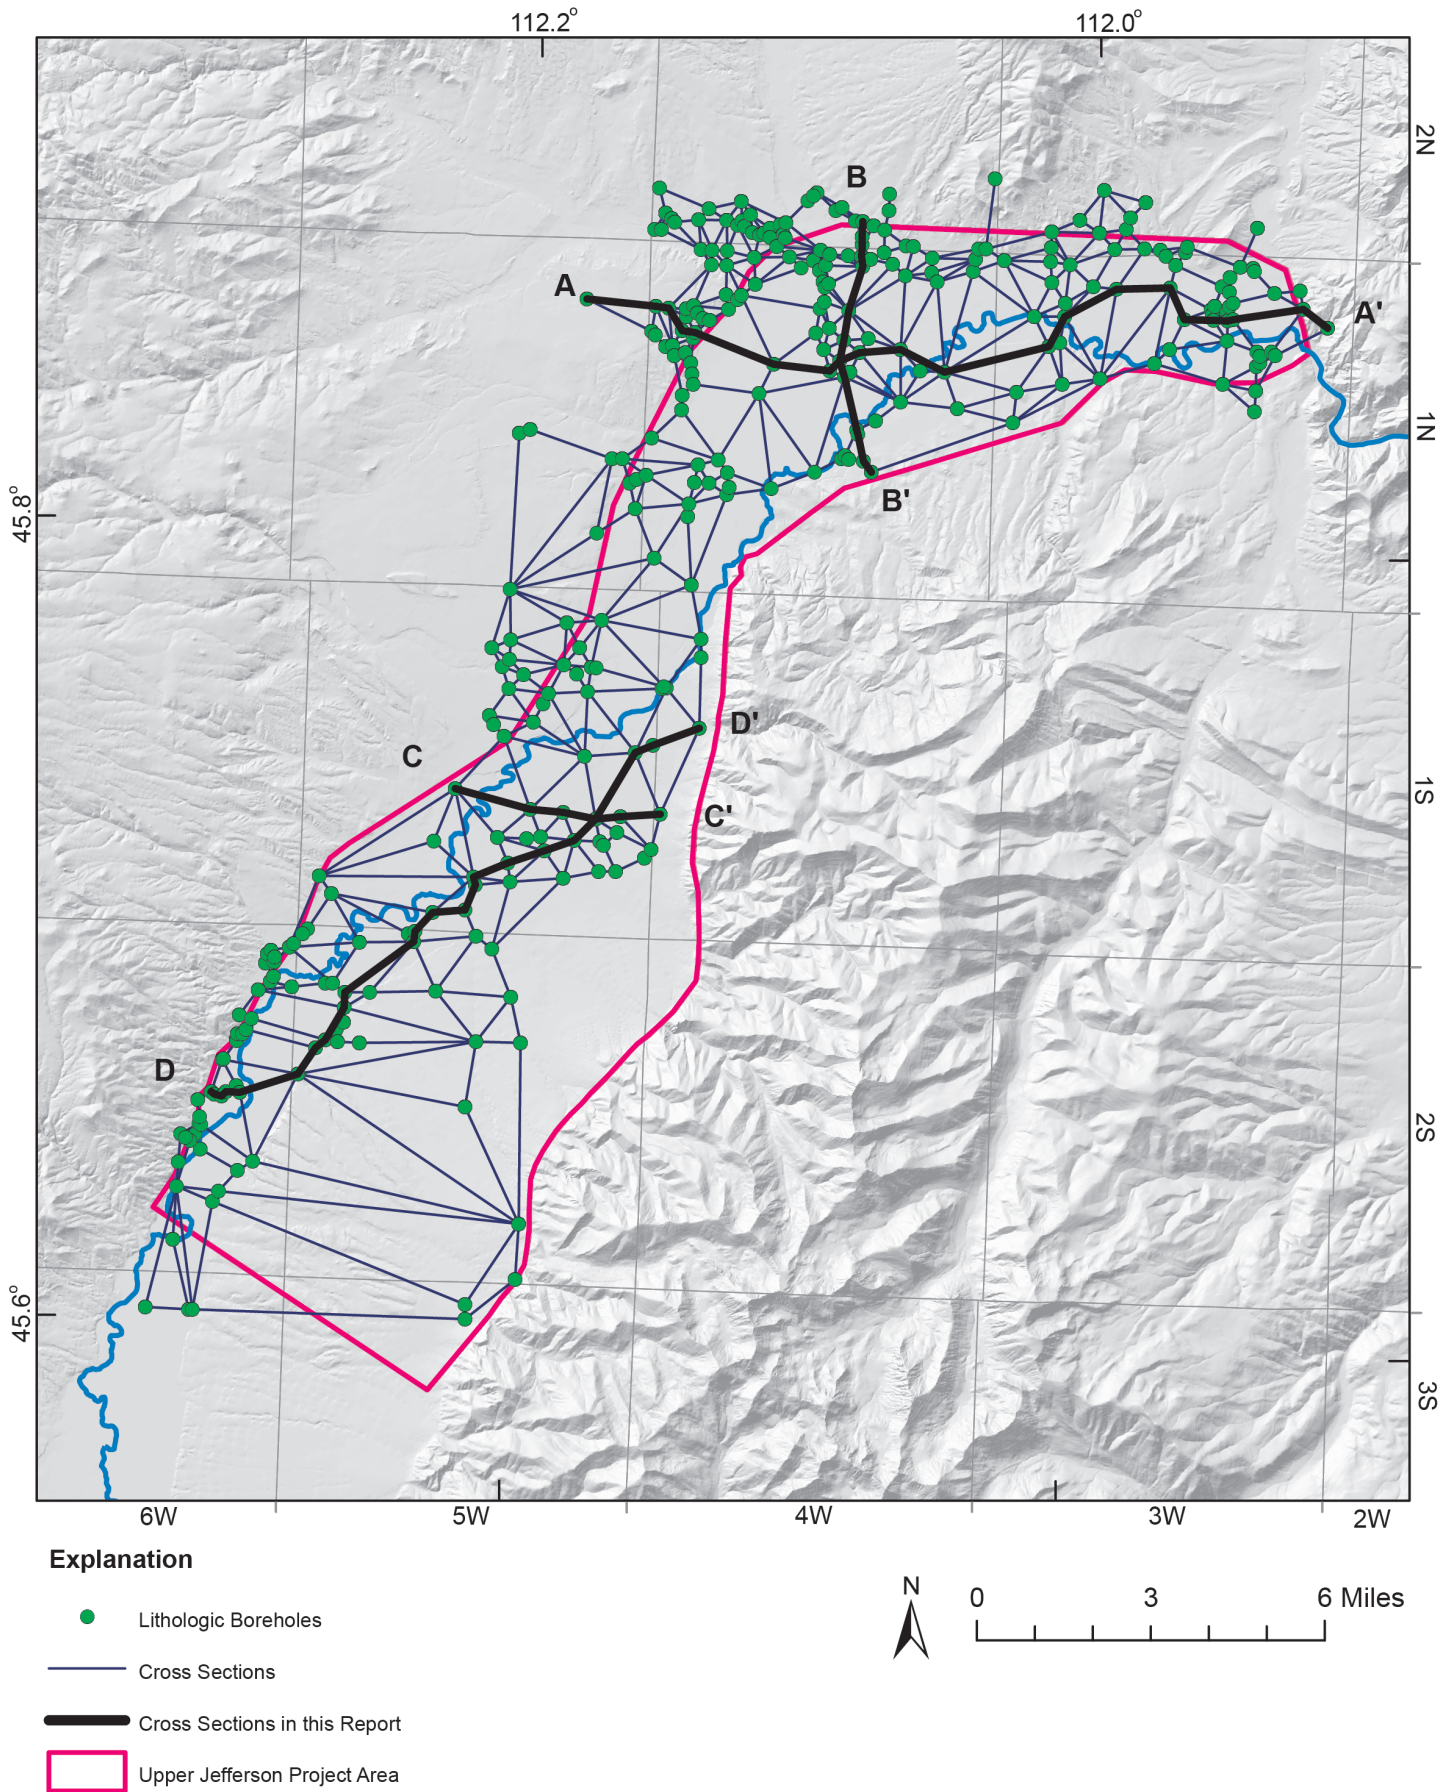 112.2°
112.0°
2N
B
A
A'
1N
B'
45.8°
D'
C
C'
1S
D
2S
45.6°
3S
6W
5W
4W
3W
2W
Explanation
Lithologic Boreholes
Cross Sections
Cross Sections in this Report
Upper Jefferson Project Area
N
0 3 6 Miles